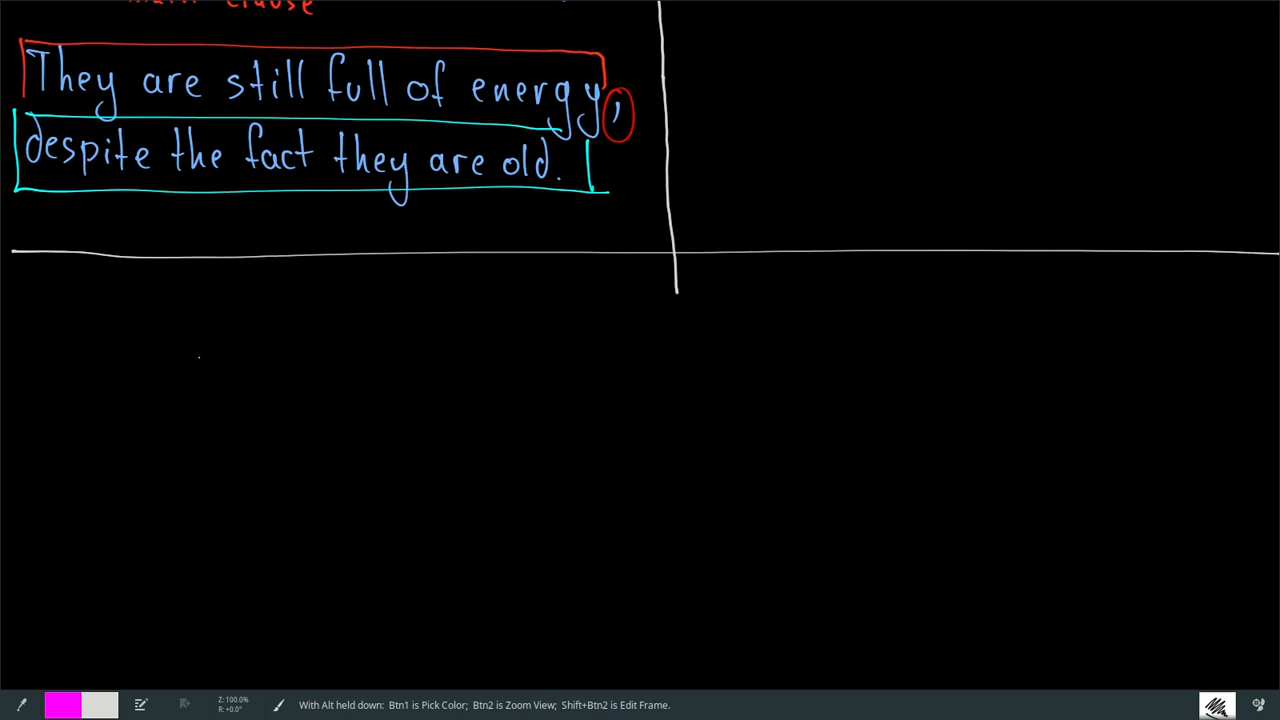 clause
They are still full of energy,
despite the fact they are old.
Z: 100.0%
R: +0.0°
With Alt held down: Btn1 is Pick Color; Btn2 is Zoom View; Shift+Btn2 is Edit Frame.